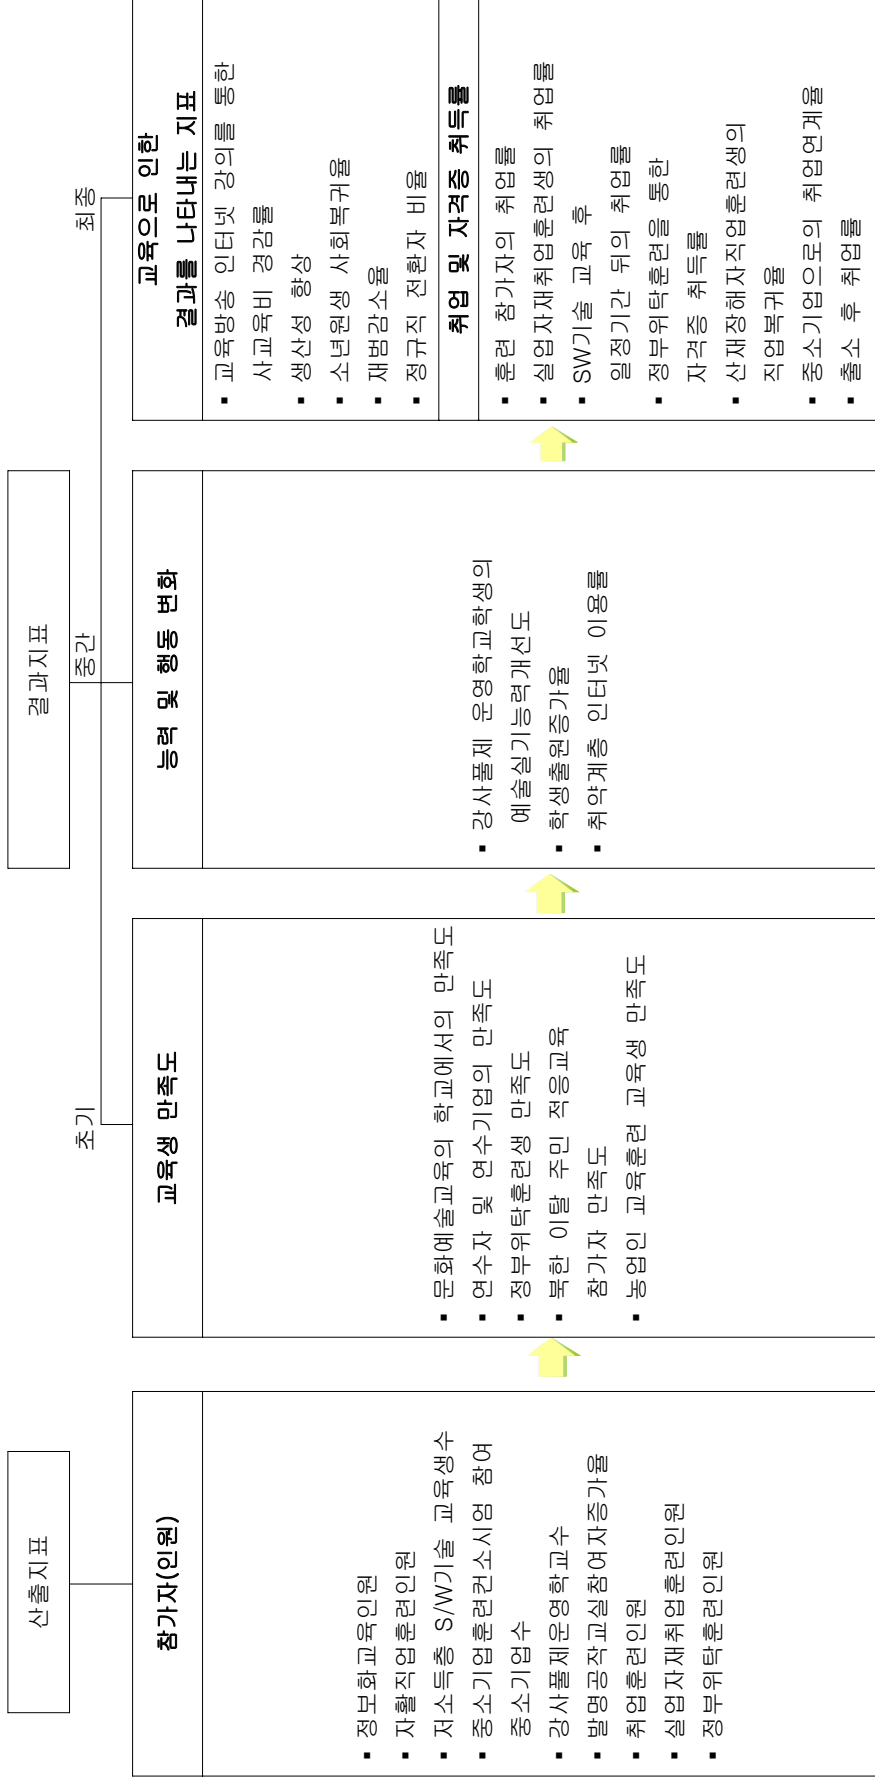 산출지표
결과지표
초기
중간
최종
참가자(인원)
▪ 정보화교육인원
▪ 자활직업훈련인원
▪ 저소득층 S/W기술 교육생수
▪ 중소기업훈련컨소시엄 참여
중소기업수
▪ 강사풀제운영학교수
▪ 발명공작교실참여자증가율
▪ 취업훈련인원
▪ 실업자재취업훈련인원
▪ 정부위탁훈련인원
교육생 만족도
▪ 문화예술교육의 학교에서의 만족도
▪ 연수자 및 연수기업의 만족도
▪ 정부위탁훈련생 만족도
▪ 북한 이탈 주민 적응교육
참가자 만족도
▪ 농업인 교육훈련 교육생 만족도
능력 및 행동 변화
▪ 강사풀제 운영학교학생의
예술실기능력개선도
▪ 학생출원증가율
▪ 취약계층 인터넷 이용률
교육으로 인한
결과를 나타내는 지표
▪ 교육방송 인터넷 강의를 통한
사교육비 경감률
▪ 생산성 향상
▪ 소년원생 사회복귀율
▪ 재범감소율
▪ 정규직 전환자 비율
취업 및 자격증 취득률
▪ 훈련 참가자의 취업률
▪ 실업자재취업훈련생의 취업률
▪ SW기술 교육 후
일정기간 뒤의 취업률
▪ 정부위탁훈련을 통한
자격증 취득률
▪ 산재장해자직업훈련생의
직업복귀율
▪ 중소기업으로의 취업연계율
▪ 출소 후 취업률